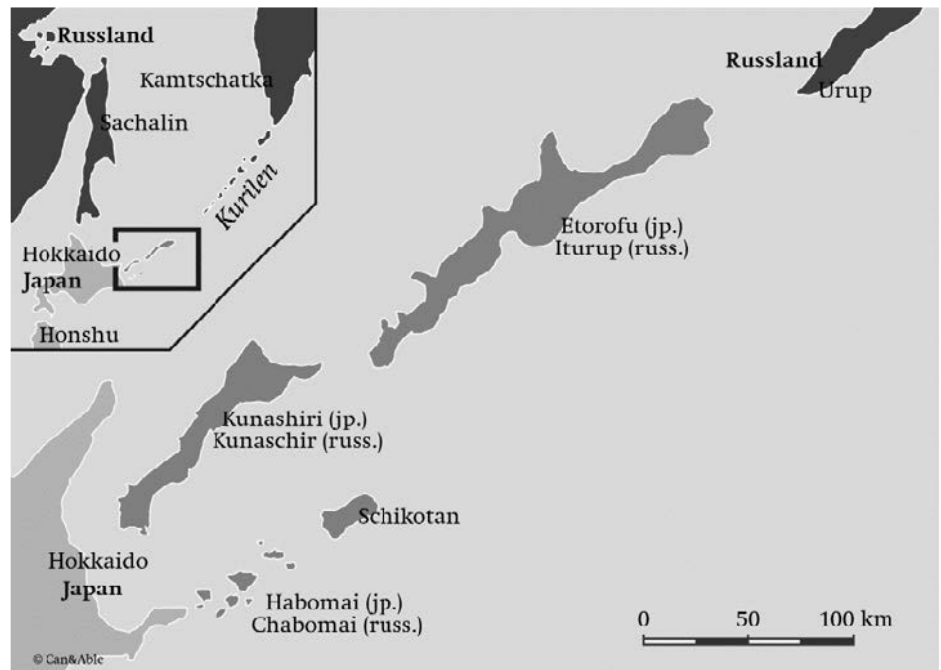 Russland
Kamtschatka
Sachalin
Kurilen
Hokkaido
Japan
Honshu
Russland
Urup
Etorofu (jp.)
Iturup (russ.)
Kunashiri (jp.)
Kunaschir (russ.)
Schikotan
Hokkaido
Japan
Habomai (jp.)
Chabomai (russ.)
0 50 100 km
© Can&Able